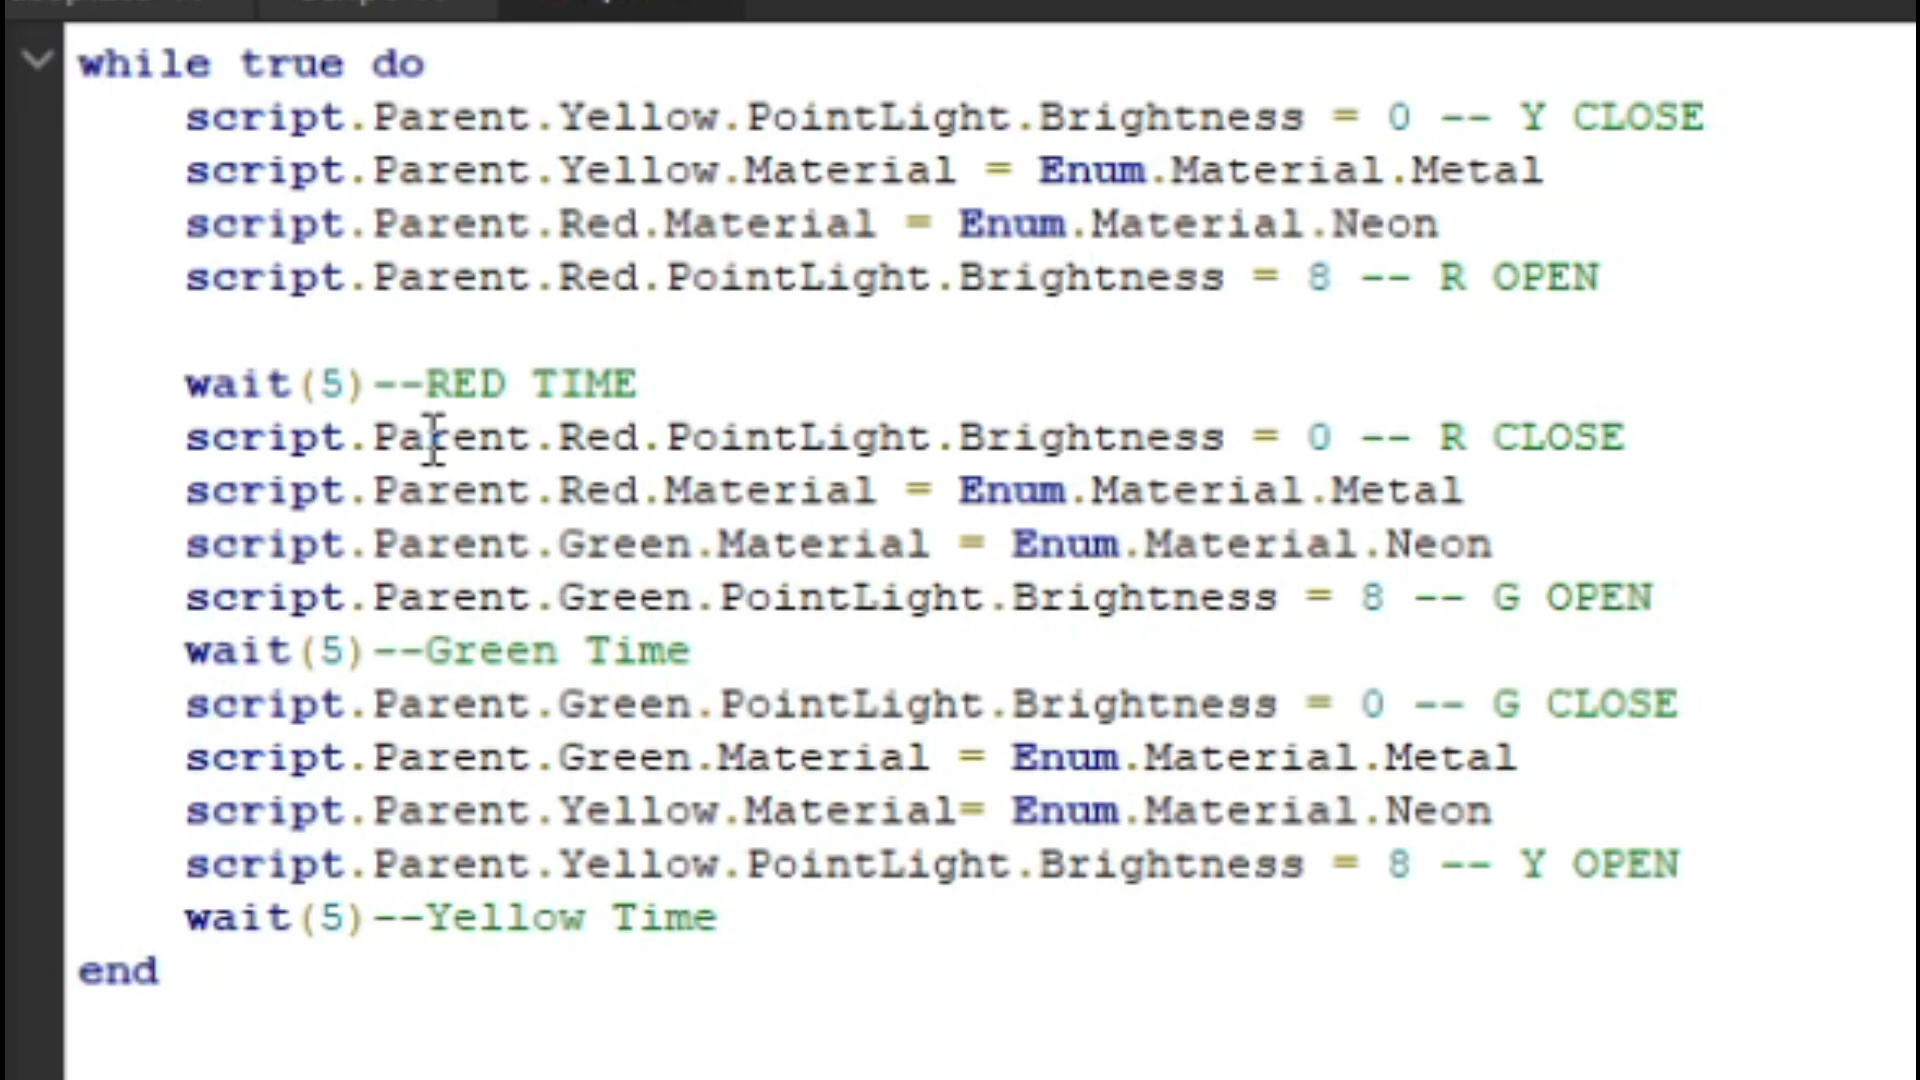 while true do
script.Parent.Yellow.PointLight.Brightness = 0 -- Y CLOSE
script.Parent.Yellow.Material = Enum.Material.Metal
script.Parent.Red.Material = Enum.Material.Neon
script.Parent.Red.PointLight.Brightness = 8 -- R OPEN
wait(5)--RED TIME
script.Parent.Red.PointLight.Brightness = 0 -- R CLOSE
script.Parent.Red.Material = Enum.Material.Metal
script.Parent.Green.Material = Enum.Material.Neon
script.Parent.Green.PointLight.Brightness = 8 -- G OPEN
wait(5)--Green Time
script.Parent.Green.PointLight.Brightness = 0 -- G CLOSE
script.Parent.Green.Material = Enum.Material.Metal
script.Parent.Yellow.Material= Enum.Material.Neon
script.Parent.Yellow.PointLight.Brightness = 8 -- Y OPEN
wait(5)--Yellow Time
end